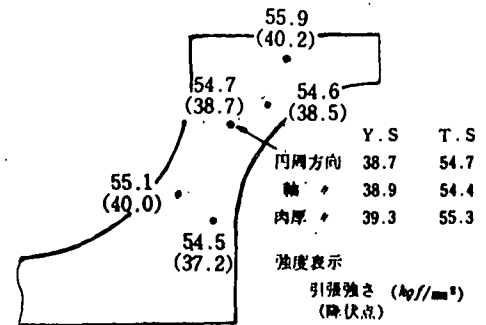 55.9
(40.2)
54.7
(38.7)
54.6
(38.5)
Y.S T.S
円周方向 38.7 54.7
軸 〃 38.9 54.4
肉厚 〃 39.3 55.3
55.1
(40.0)
54.5
(37.2)
強度表示
引張強さ (kgf/mm²)
(降伏点)